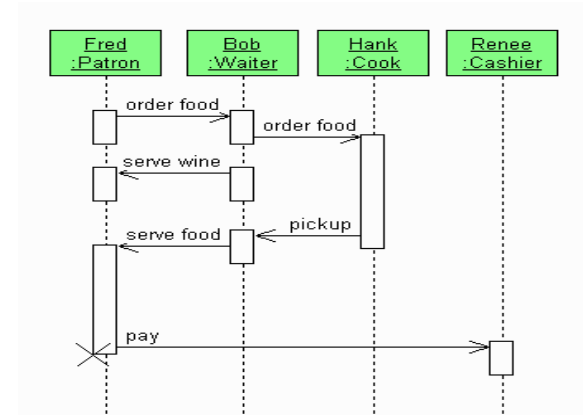 Fred
:Patron
Bob
:Waiter
Hank
:Cook
Renee
:Cashier
order food
order food
serve wine
pickup
serve food
pay